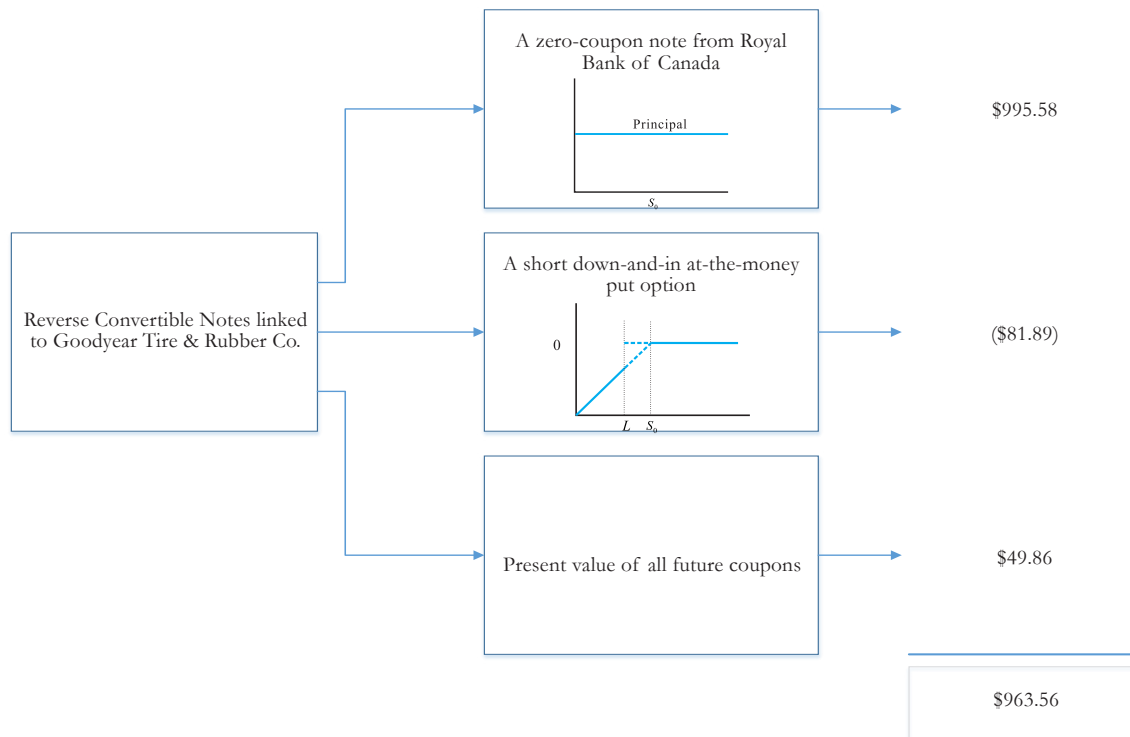 A zero-coupon note from Royal
Bank of Canada
Principal
S₀
$995.58
Reverse Convertible Notes linked
to Goodyear Tire & Rubber Co.
A short down-and-in at-the-money
put option
0
L S₀
($81.89)
Present value of all future coupons
$49.86
$963.56